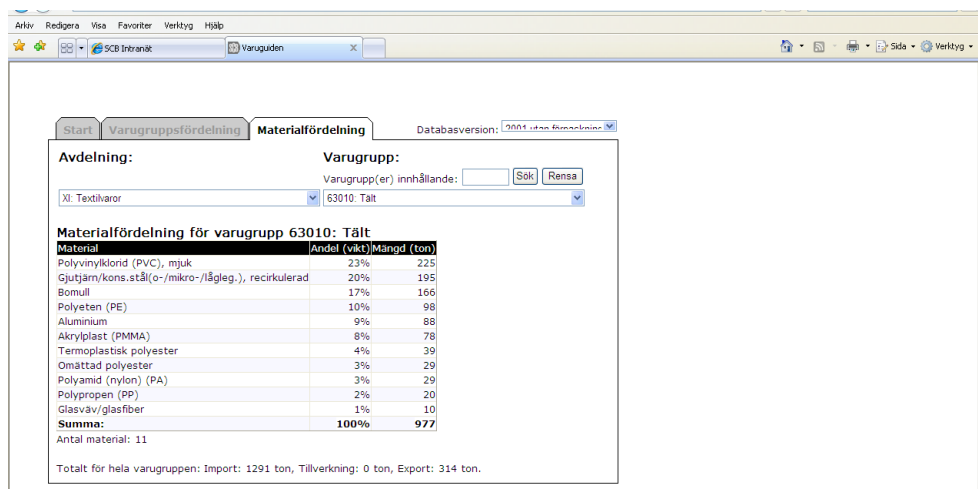 Arkiv Redigera Visa Favoriter Verktyg Hjälp
SCB Intranät Varuguiden Sida Verktyg
Start Varugruppsfördelning Materialfördelning Databasversion: 2001 utan förpackning
Avdelning: Varugrupp:
Varugrupp(er) innhållande: Sök Rensa
XI: Textilvaror 63010: Tält
Materialfördelning för varugrupp 63010: Tält
Material Andel (vikt) Mängd (ton)
Polyvinylklorid (PVC), mjuk 23% 225
Gjutjärn/kons.stål(o-/mikro-/lågleg.), recirkulerad 20% 195
Bomull 17% 166
Polyeten (PE) 10% 98
Aluminium 9% 88
Akrylplast (PMMA) 8% 78
Termoplastisk polyester 4% 39
Omättad polyester 3% 29
Polyamid (nylon) (PA) 3% 29
Polypropen (PP) 2% 20
Glasväv/glasfiber 1% 10
Summa: 100% 977
Antal material: 11
Totalt för hela varugruppen: Import: 1291 ton, Tillverkning: 0 ton, Export: 314 ton.